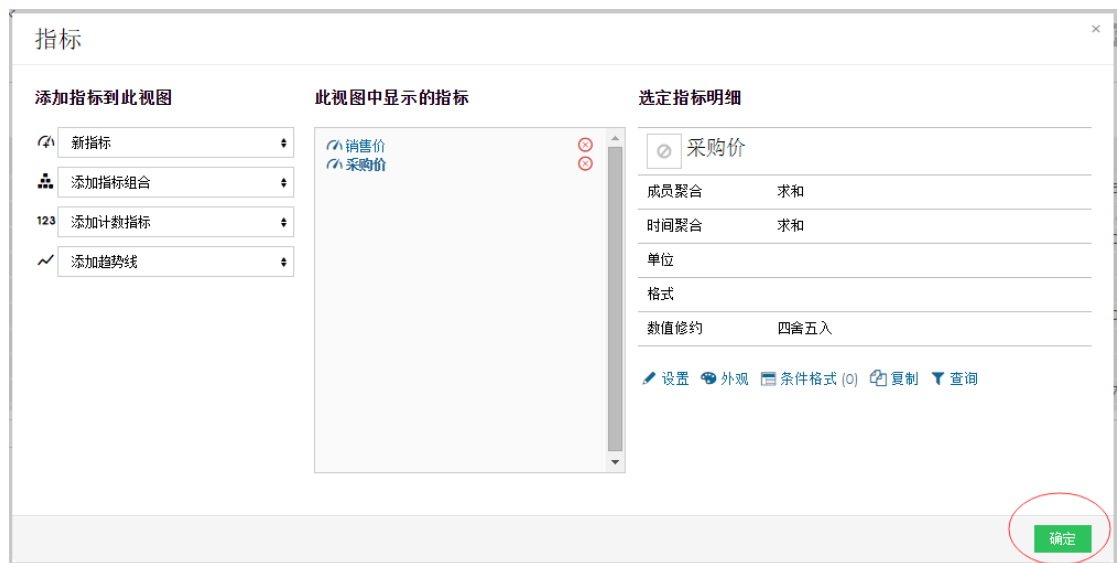 指标
×
添加指标到此视图
新指标
添加指标组合
123 添加计数指标
添加趋势线
此视图中显示的指标
销售价
采购价
选定指标明细
采购价
成员聚合 求和
时间聚合 求和
单位
格式
数值修约 四舍五入
设置 外观 条件格式 (0) 复制 查询
确定